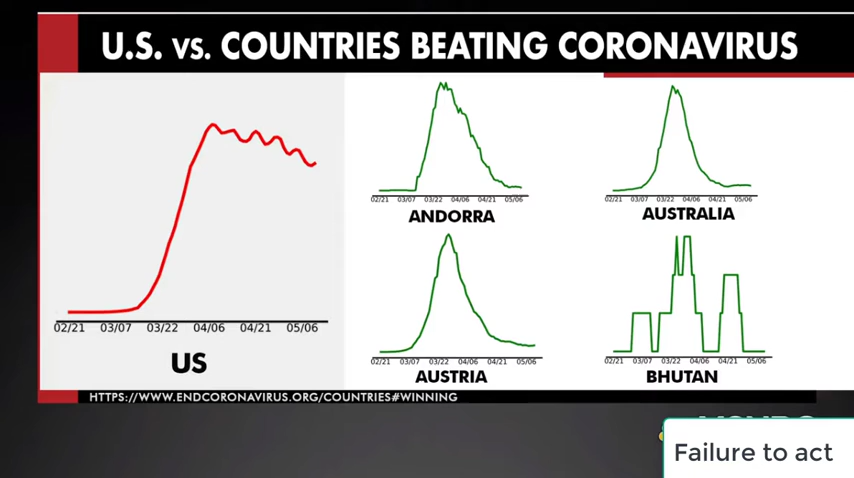 U.S. VS. COUNTRIES BEATING CORONAVIRUS
02/21 03/07 03/22 04/06 04/21 05/06
US
02/21 03/07 03/22 04/06 04/21 05/06
ANDORRA
02/21 03/07 03/22 04/06 04/21 05/06
AUSTRALIA
02/21 03/07 03/22 04/06 04/21 05/06
AUSTRIA
02/21 03/07 03/22 04/06 04/21 05/06
BHUTAN
HTTPS://WWW.ENDCORONAVIRUS.ORG/COUNTRIES#WINNING
Failure to act